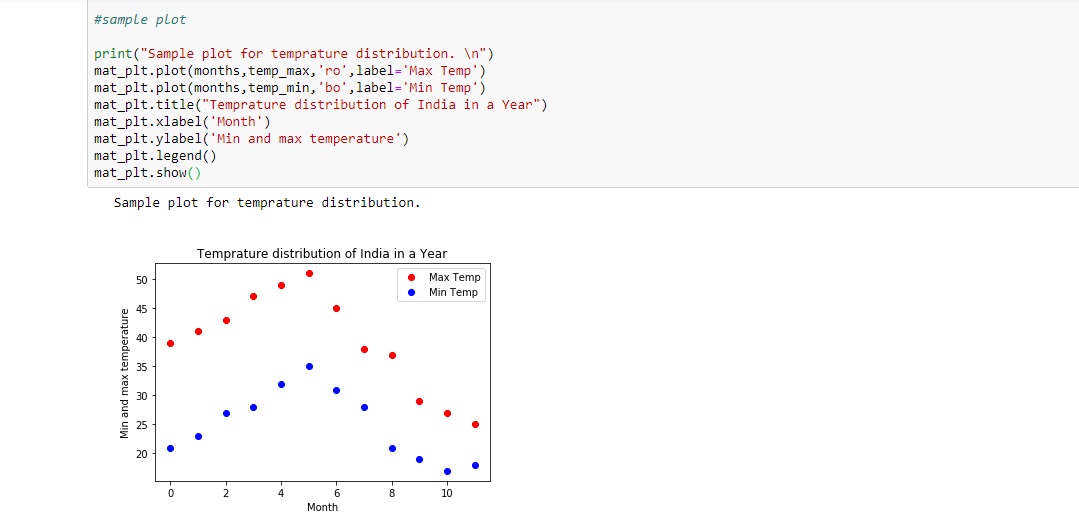 #sample plot
print("Sample plot for temprature distribution. \n")
mat_plt.plot(months,temp_max,'ro',label='Max Temp')
mat_plt.plot(months,temp_min,'bo',label='Min Temp')
mat_plt.title("Temprature distribution of India in a Year")
mat_plt.xlabel('Month')
mat_plt.ylabel('Min and max temperature')
mat_plt.legend()
mat_plt.show()
Sample plot for temprature distribution.
Temprature distribution of India in a Year
Max Temp
Min Temp
50
45
40
35
30
25
20
Min and max temperature
0 2 4 6 8 10
Month